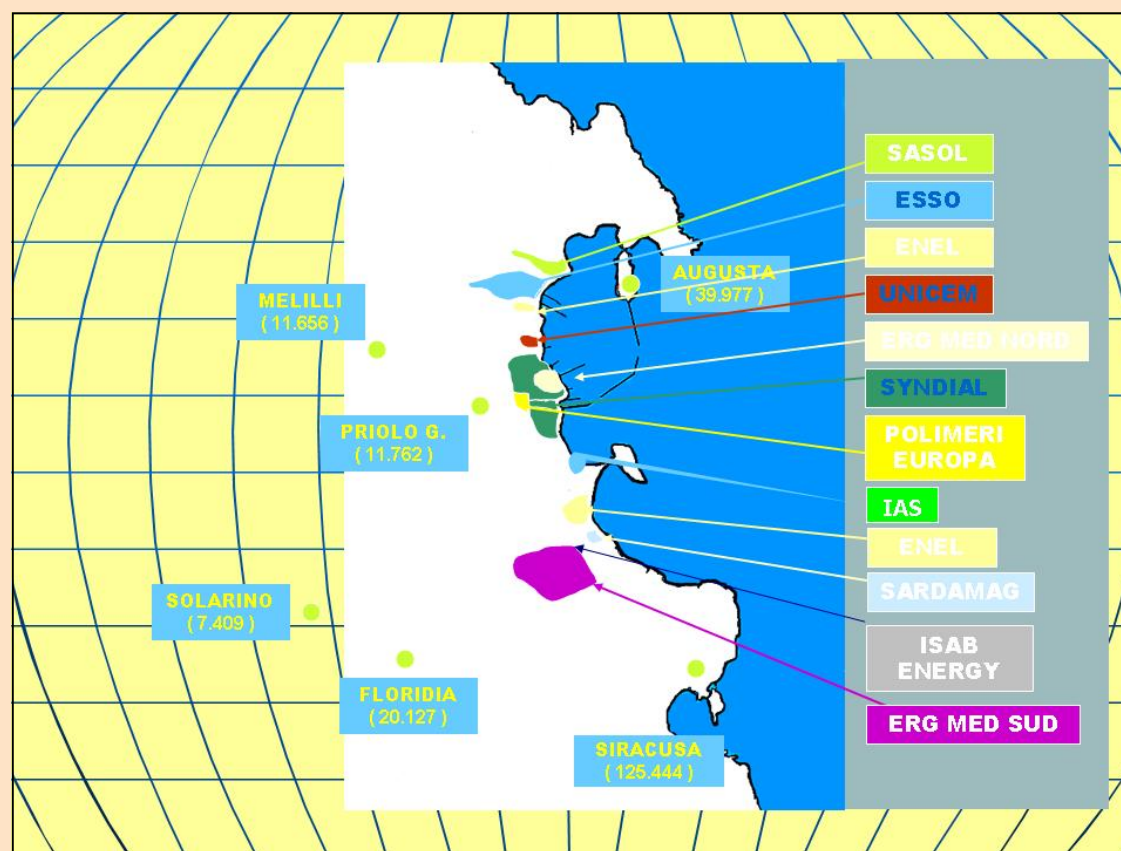 SASOL
ESSO
ENEL
UNICEM
ERG MED NORD
SYNDIAL
POLIMERI
EUROPA
IAS
ENEL
SARDAMAG
ISAB
ENERGY
ERG MED SUD
AUGUSTA
( 39.977 )
MELILLI
( 11.656 )
PRIOLO G.
( 11.762 )
SOLARINO
( 7.409 )
FLORIDIA
( 20.127 )
SIRACUSA
( 125.444 )